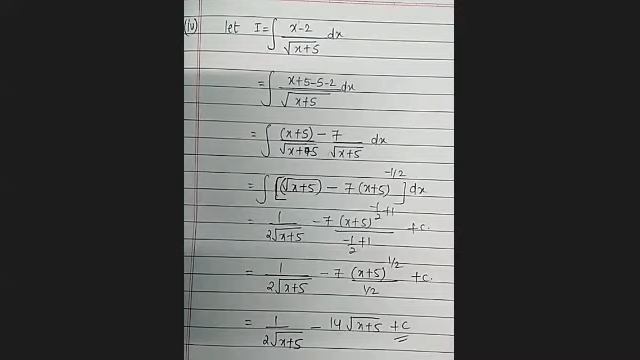 (iv) let I = ∫ x-2 / √x+5 dx
= ∫ x+5-5-2 / √x+5 dx
= ∫ (x+5) / √x+5 - 7 / √x+5 dx
= ∫ [(√x+5) - 7(x+5)^-1/2] dx
= 1 / 2√x+5 - 7 (x+5)^-1/2+1 / -1/2+1 + c.
= 1 / 2√x+5 - 7 (x+5)^1/2 / 1/2 + c.
= 1 / 2√x+5 - 14√x+5 + c